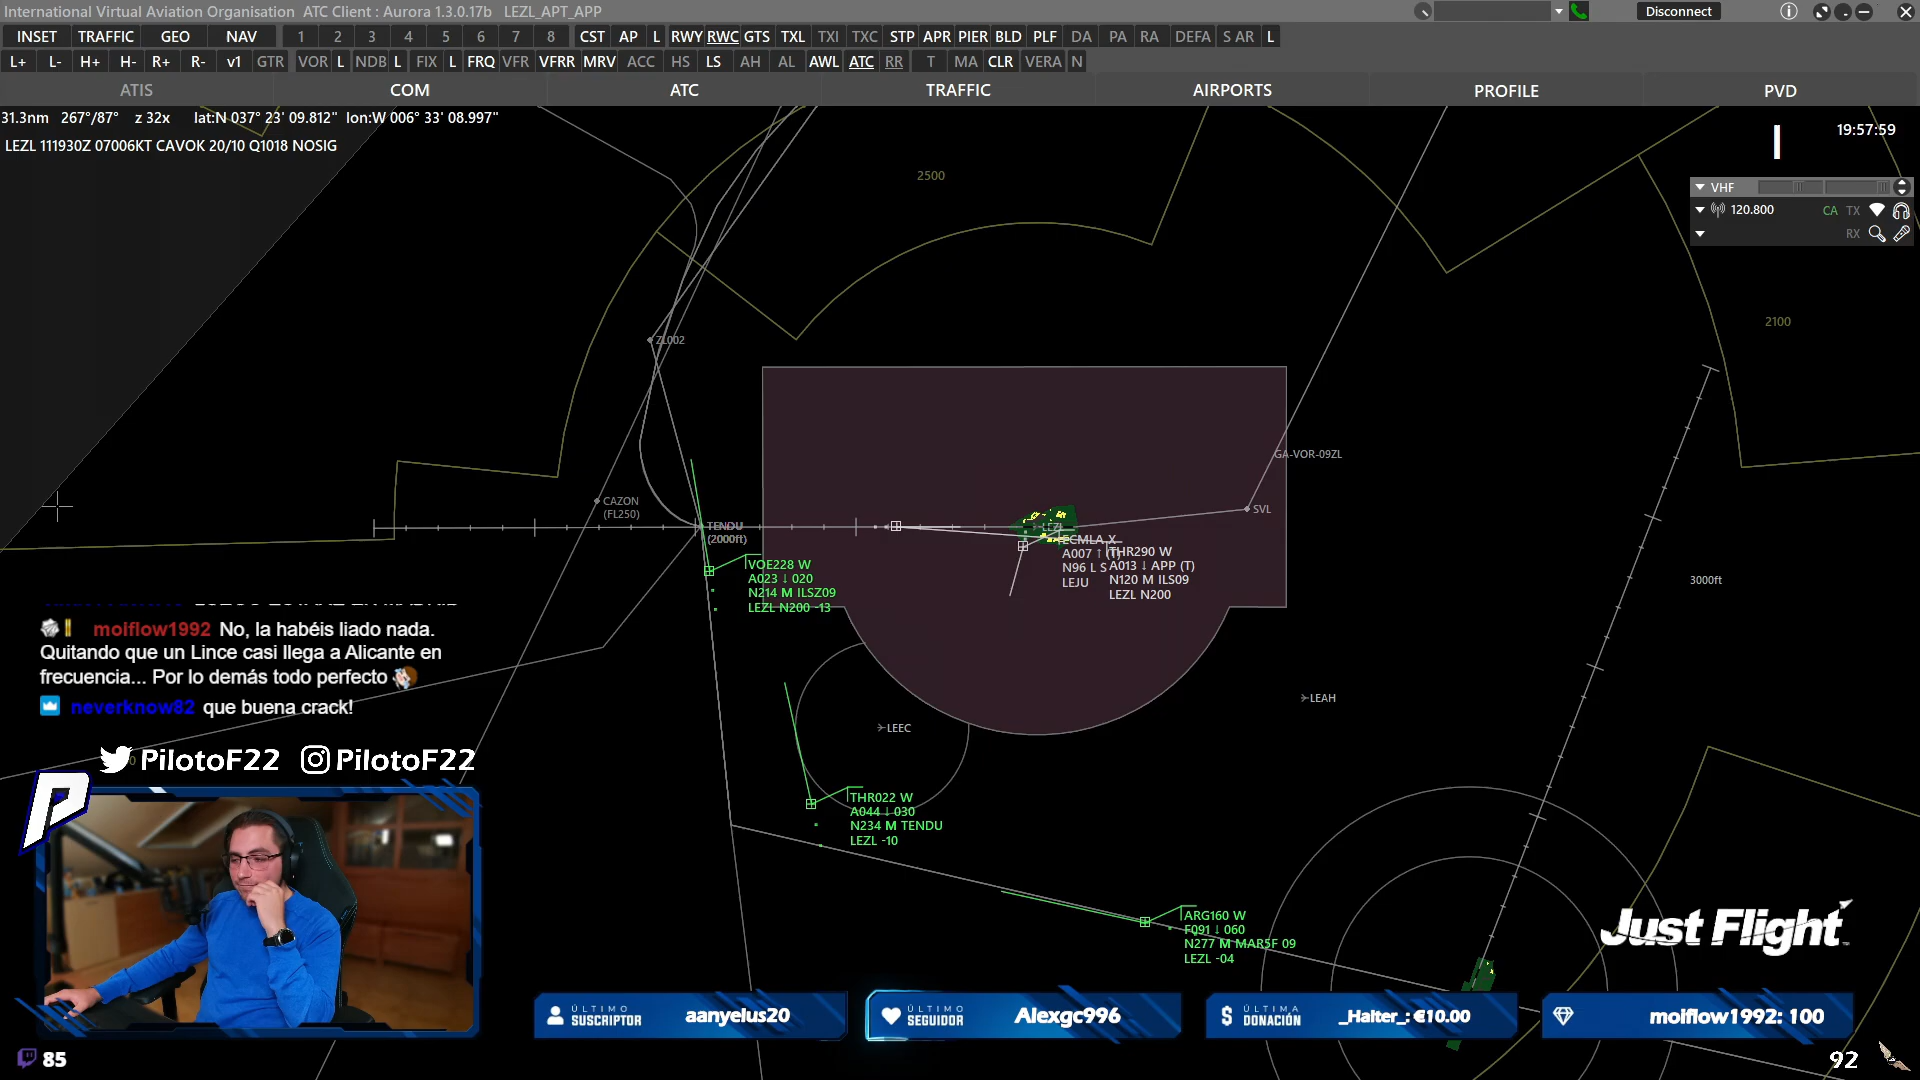 International Virtual Aviation Organisation ATC Client : Aurora 1.3.0.17b LEZL_APT_APP
Disconnect
INSET TRAFFIC GEO NAV 1 2 3 4 5 6 7 8 CST AP L RWY RWC GTS TXL TXI TXC STP APR PIER BLD PLF DA PA RA DEFA S AR L
L+ L- H+ H- R+ R- v1 GTR VOR L NDB L FIX L FRQ VFR VFRR MRV ACC HS LS AH AL AWL ATC RR T MA CLR VERA N
ATIS COM ATC TRAFFIC AIRPORTS PROFILE PVD
31.3nm 267°/87° z 32x lat:N 037° 23' 09.812" lon:W 006° 33' 08.997"
LEZL 111930Z 07006KT CAVOK 20/10 Q1018 NOSIG
19:57:59
VHF
120.800 CA TX
RX
2500
2100
ZL002
GA-VOR-09ZL
CAZON
(FL250)
SVL
TENDU
(2000ft)
LEZL
ECMLA X
A007 ↑ (T)
N96 L S
LEJU
THR290 W
A013 ↓ APP (T)
N120 M ILS09
LEZL N200
VOE228 W
A023 ↓ 020
N214 M ILSZ09
LEZL N200 -13
3000ft
LEAH
LEEC
THR022 W
A044 ↓ 030
N234 M TENDU
LEZL -10
ARG160 W
F091 ↓ 060
N277 M MAR5F 09
LEZL -04
moiflow1992 No, la habéis liado nada.
Quitando que un Lince casi llega a Alicante en
frecuencia... Por lo demás todo perfecto
neverknow82 que buena crack!
PilotoF22 PilotoF22
P
Just Flight
ÚLTIMO
SUSCRIPTOR aanyelus20
ÚLTIMO
SEGUIDOR Alexgc996
ÚLTIMA
DONACIÓN _Halter_: €10.00
moiflow1992: 100
85
92